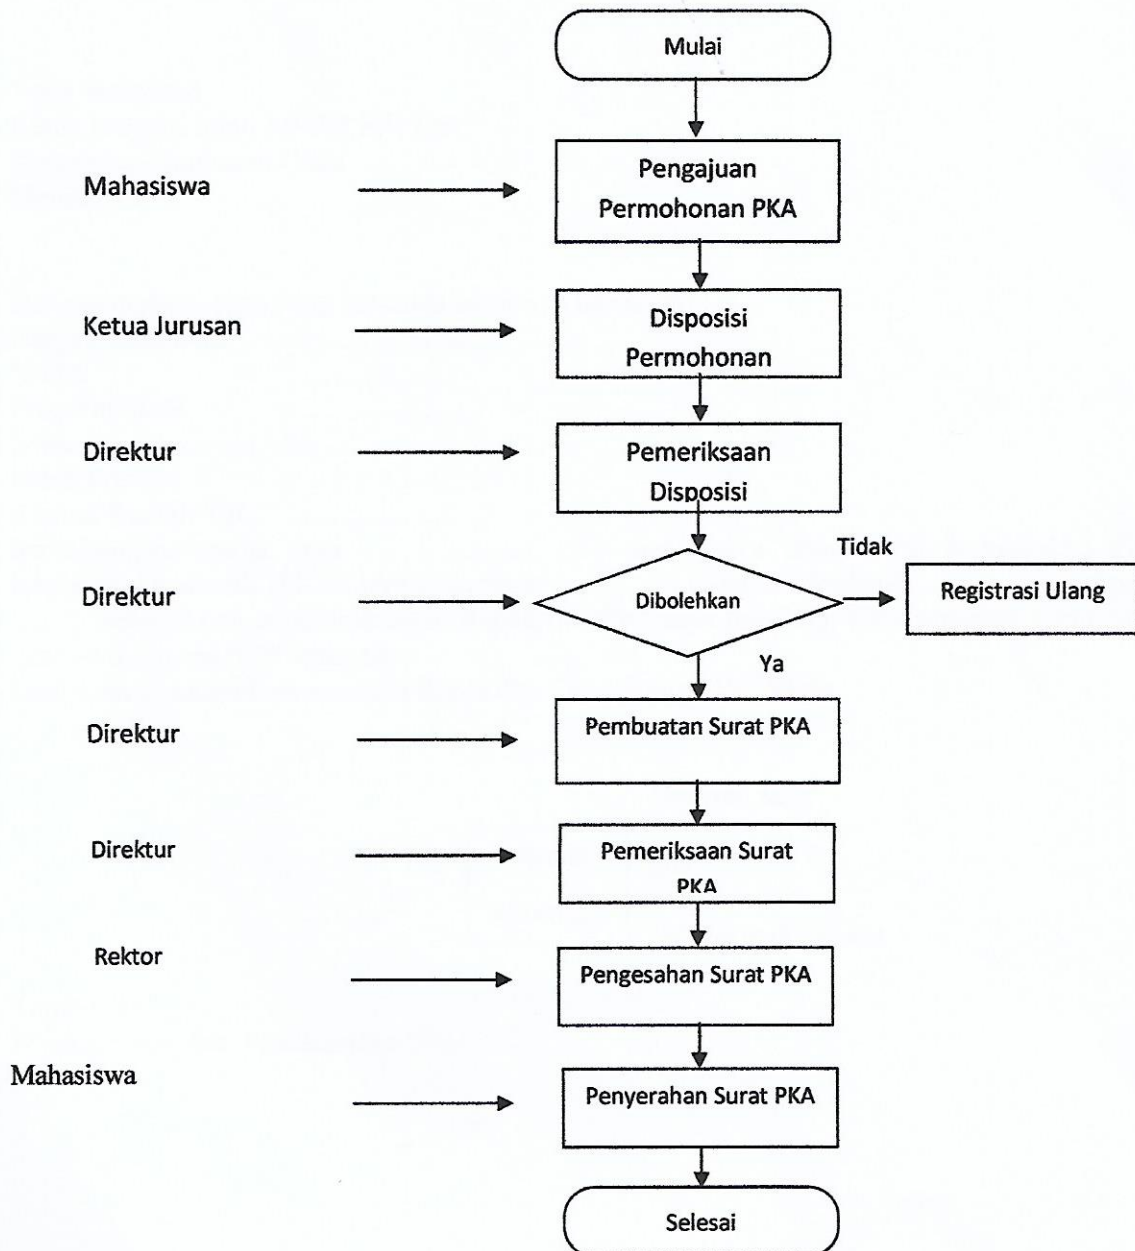 Mulai
Mahasiswa
Pengajuan
Permohonan PKA
Ketua Jurusan
Disposisi
Permohonan
Direktur
Pemeriksaan
Disposisi
Tidak
Direktur
Dibolehkan
Registrasi Ulang
Ya
Direktur
Pembuatan Surat PKA
Direktur
Pemeriksaan Surat
PKA
Rektor
Pengesahan Surat PKA
Mahasiswa
Penyerahan Surat PKA
Selesai